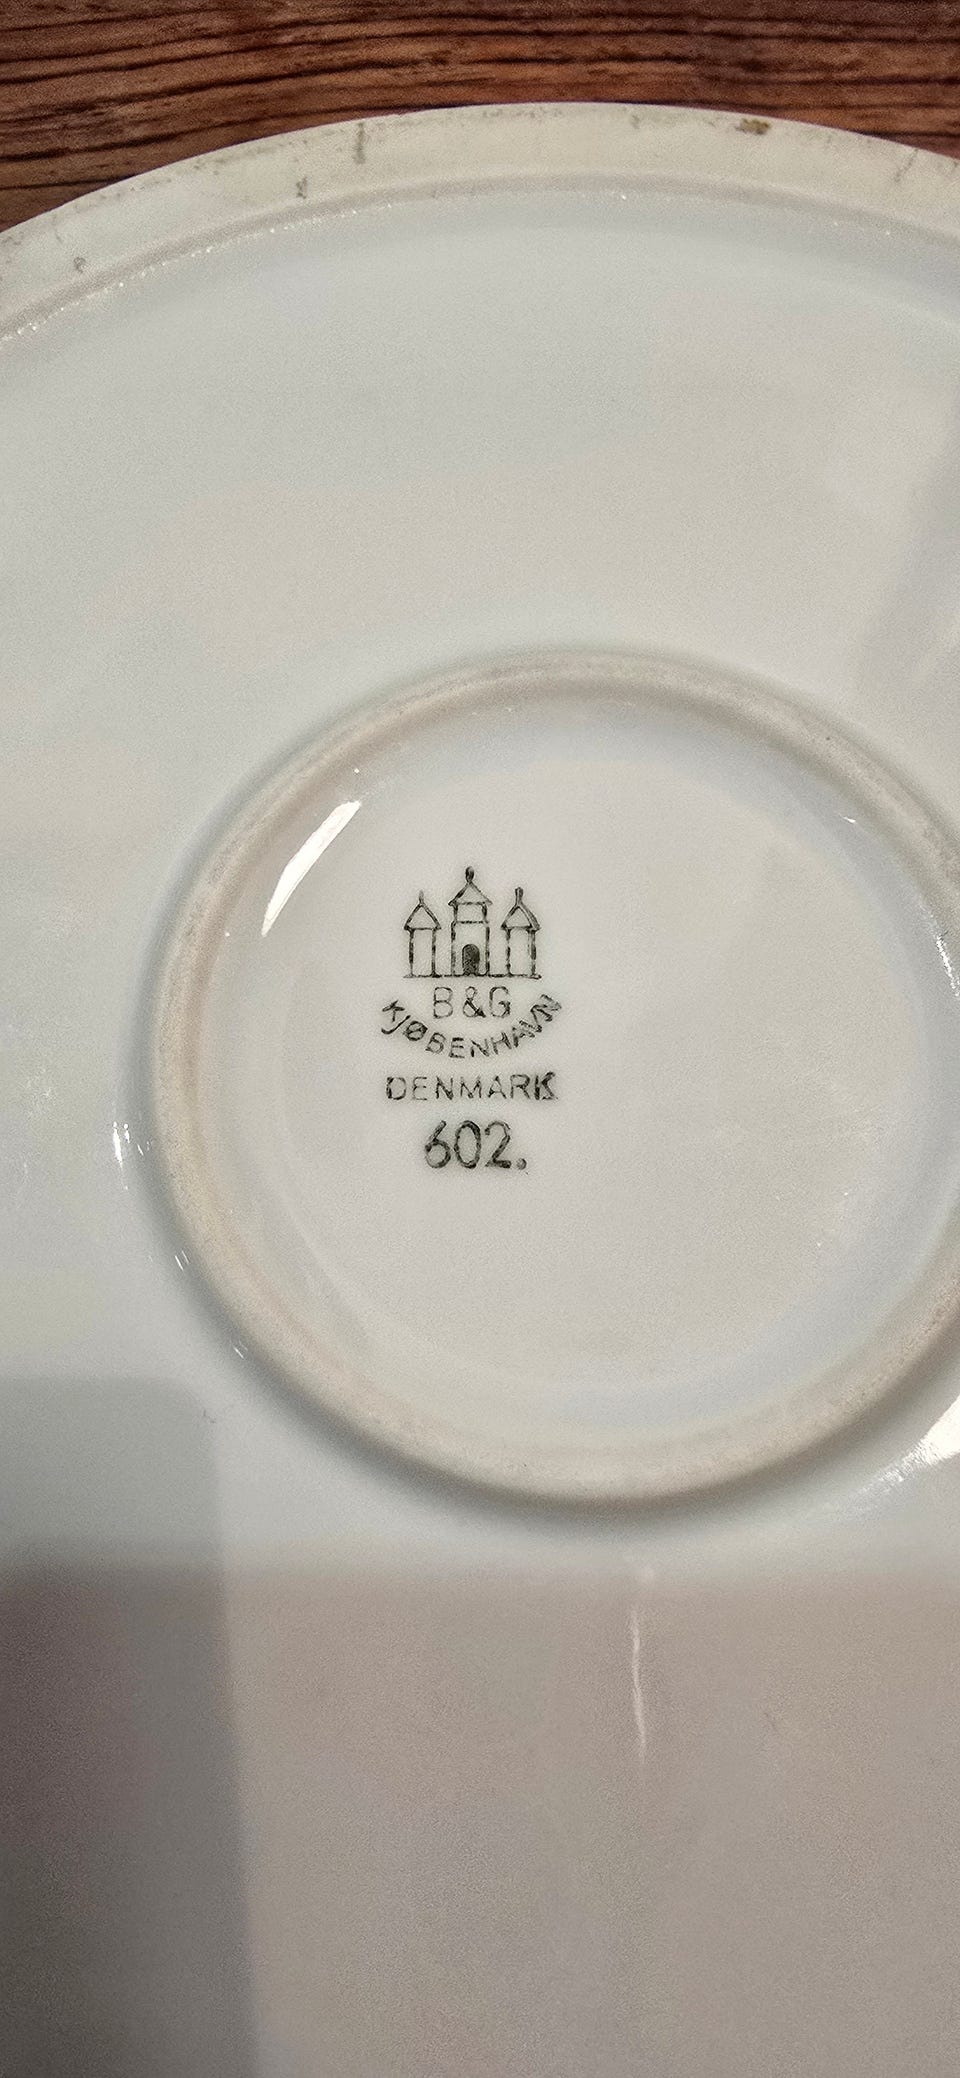 B&G
KJØBENHAVN
DENMARK
602.